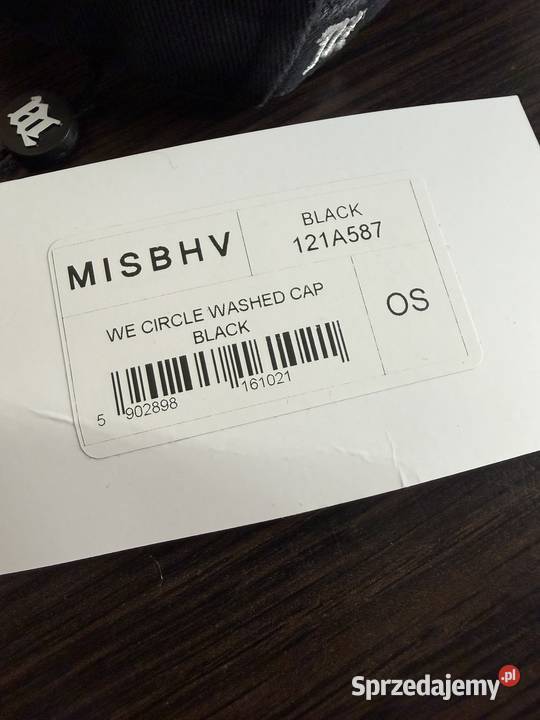 MISBHV
BLACK
121A587
WE CIRCLE WASHED CAP
BLACK
OS
5 902898 161021
Sprzedajemy.pl